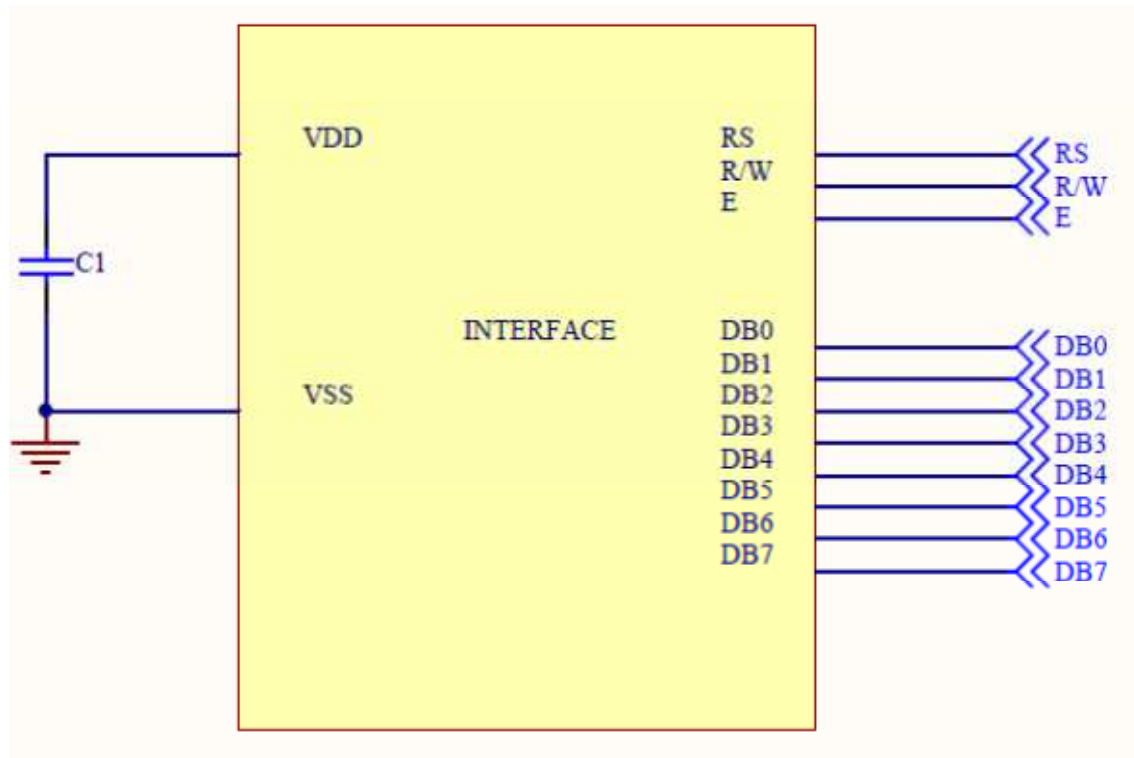 VDD
RS
RS
R/W
R/W
E
E
C1
INTERFACE
DB0
DB0
DB1
DB1
VSS
DB2
DB2
DB3
DB3
DB4
DB4
DB5
DB5
DB6
DB6
DB7
DB7